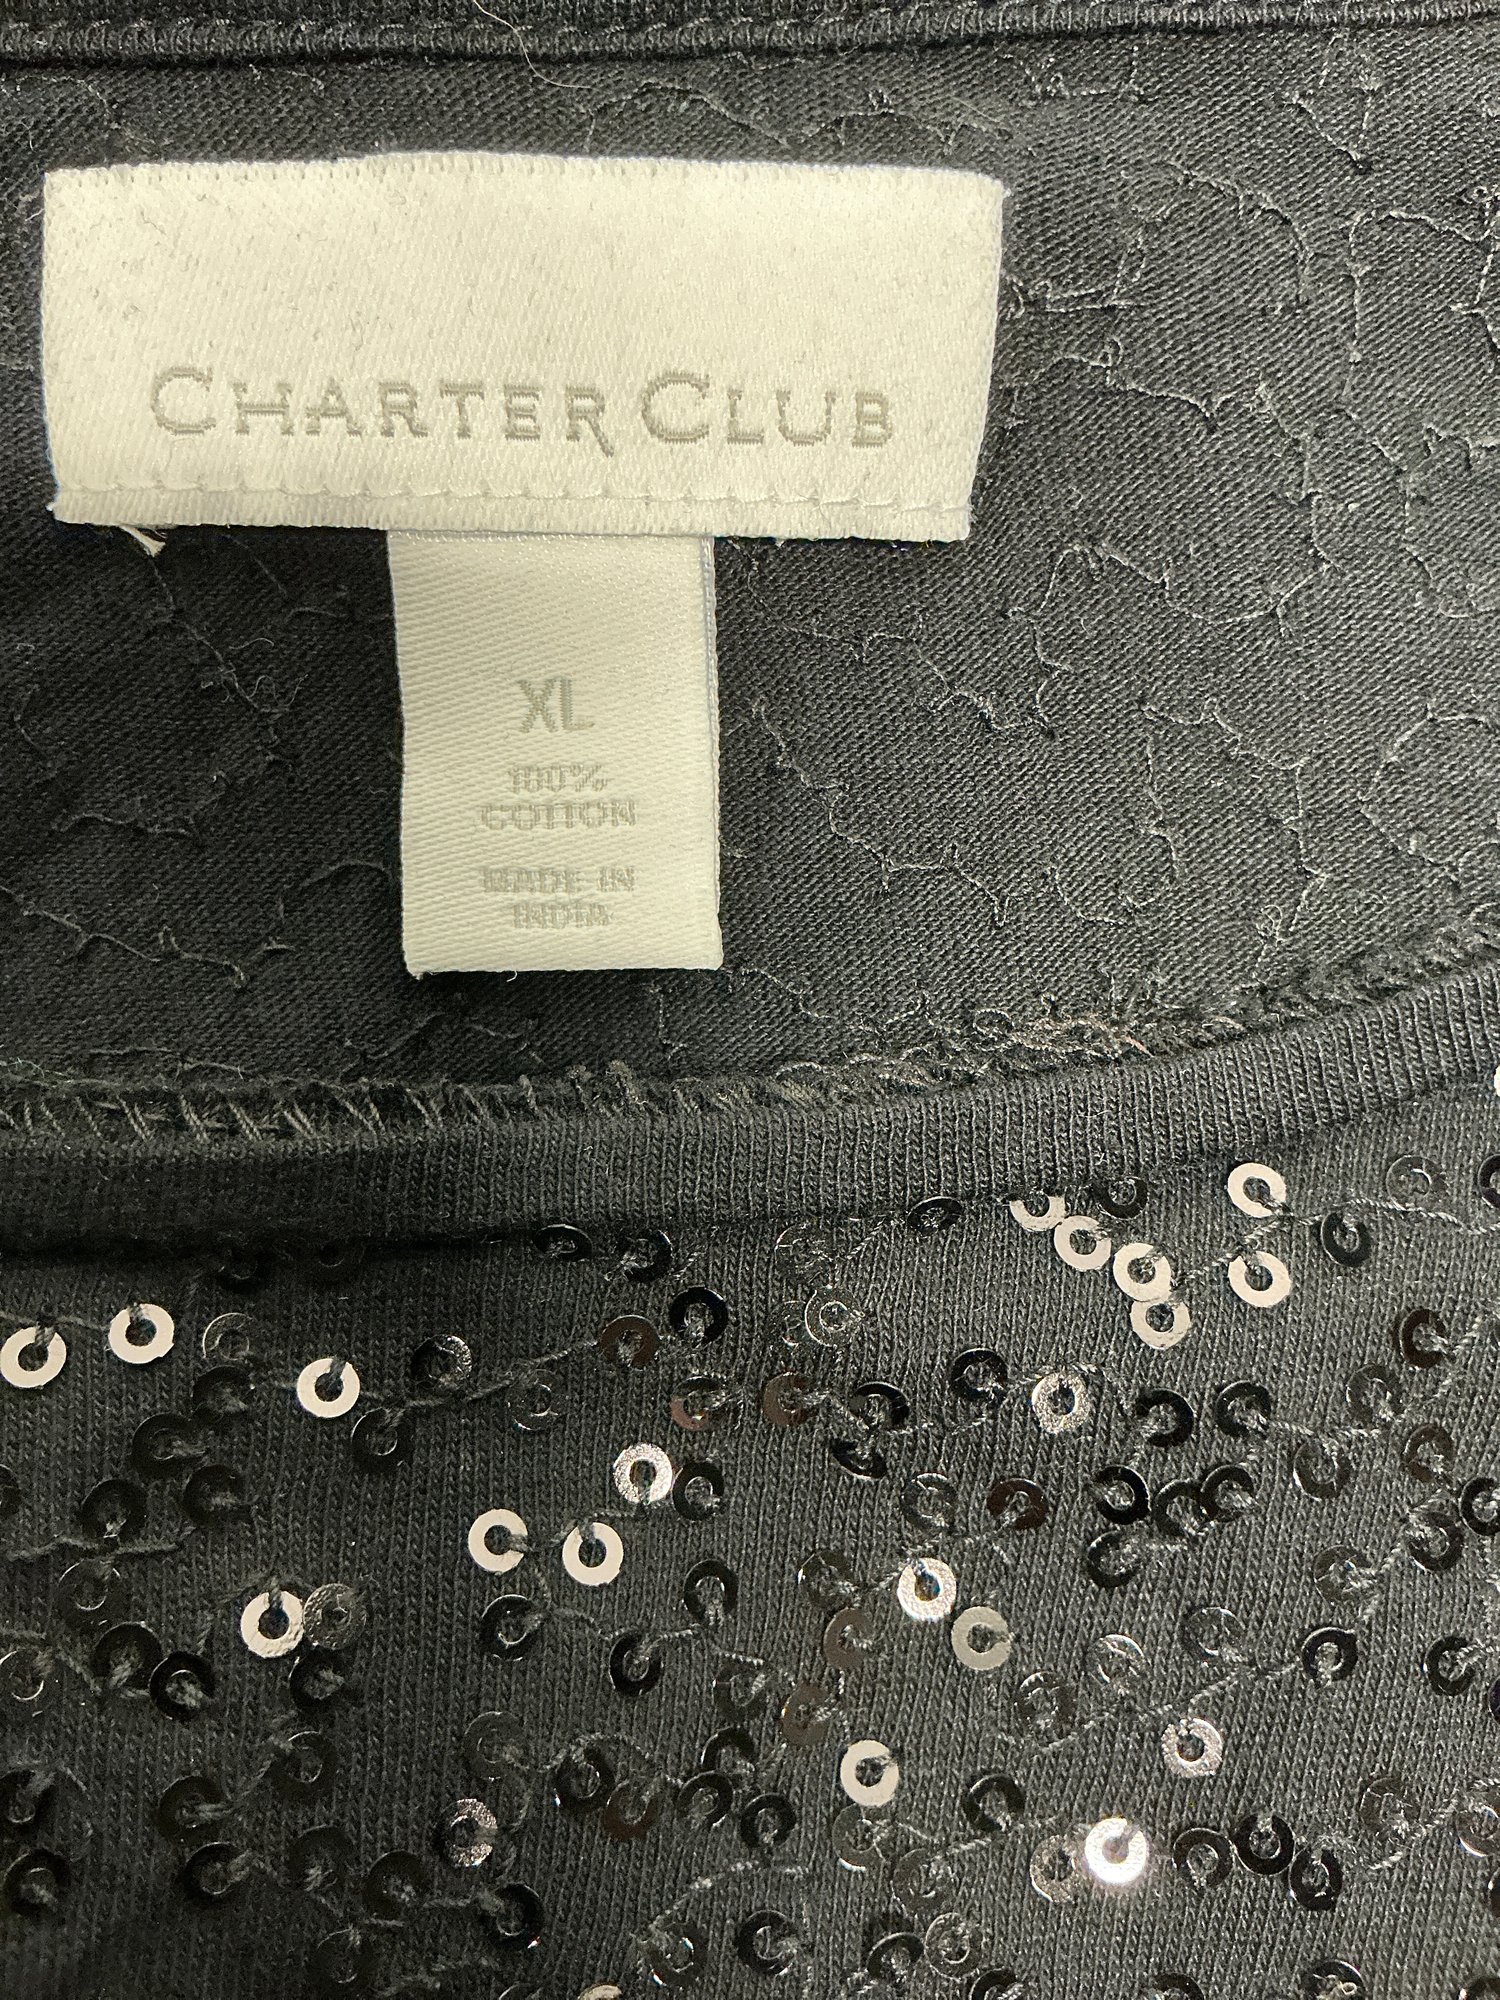 CHARTER CLUB
XL
100%
COTTON
MADE IN
INDIA